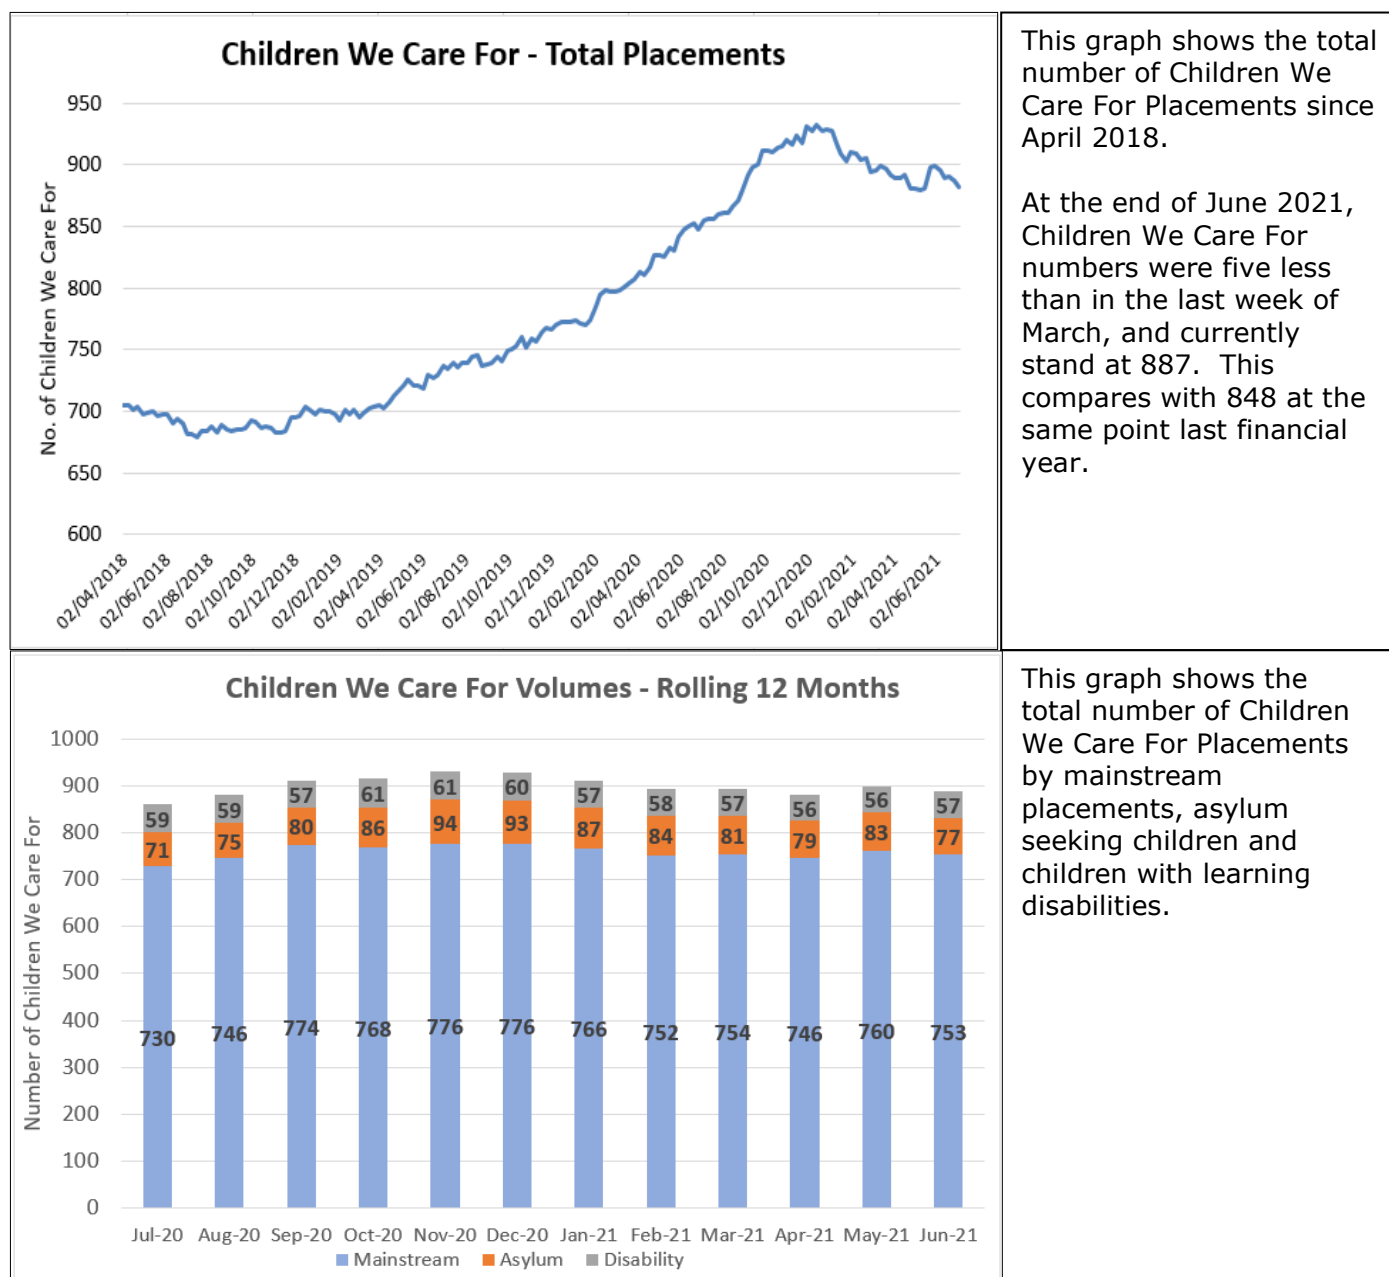 Children We Care For - Total Placements
No. of Children We Care For
950
900
850
800
750
700
650
600
02/04/2018
02/06/2018
02/08/2018
02/10/2018
02/12/2018
02/02/2019
02/04/2019
02/06/2019
02/08/2019
02/10/2019
02/12/2019
02/02/2020
02/04/2020
02/06/2020
02/08/2020
02/10/2020
02/12/2020
02/02/2021
02/04/2021
02/06/2021
This graph shows the total
number of Children We
Care For Placements since
April 2018.
At the end of June 2021,
Children We Care For
numbers were five less
than in the last week of
March, and currently
stand at 887. This
compares with 848 at the
same point last financial
year.
Children We Care For Volumes - Rolling 12 Months
Number of Children We Care For
1000
900
800
700
600
500
400
300
200
100
0
59 59 57 61 61 60 57 58 57 56 56 57
71 75 80 86 94 93 87 84 81 79 83 77
730 746 774 768 776 776 766 752 754 746 760 753
Jul-20 Aug-20 Sep-20 Oct-20 Nov-20 Dec-20 Jan-21 Feb-21 Mar-21 Apr-21 May-21 Jun-21
Mainstream Asylum Disability
This graph shows the
total number of Children
We Care For Placements
by mainstream
placements, asylum
seeking children and
children with learning
disabilities.